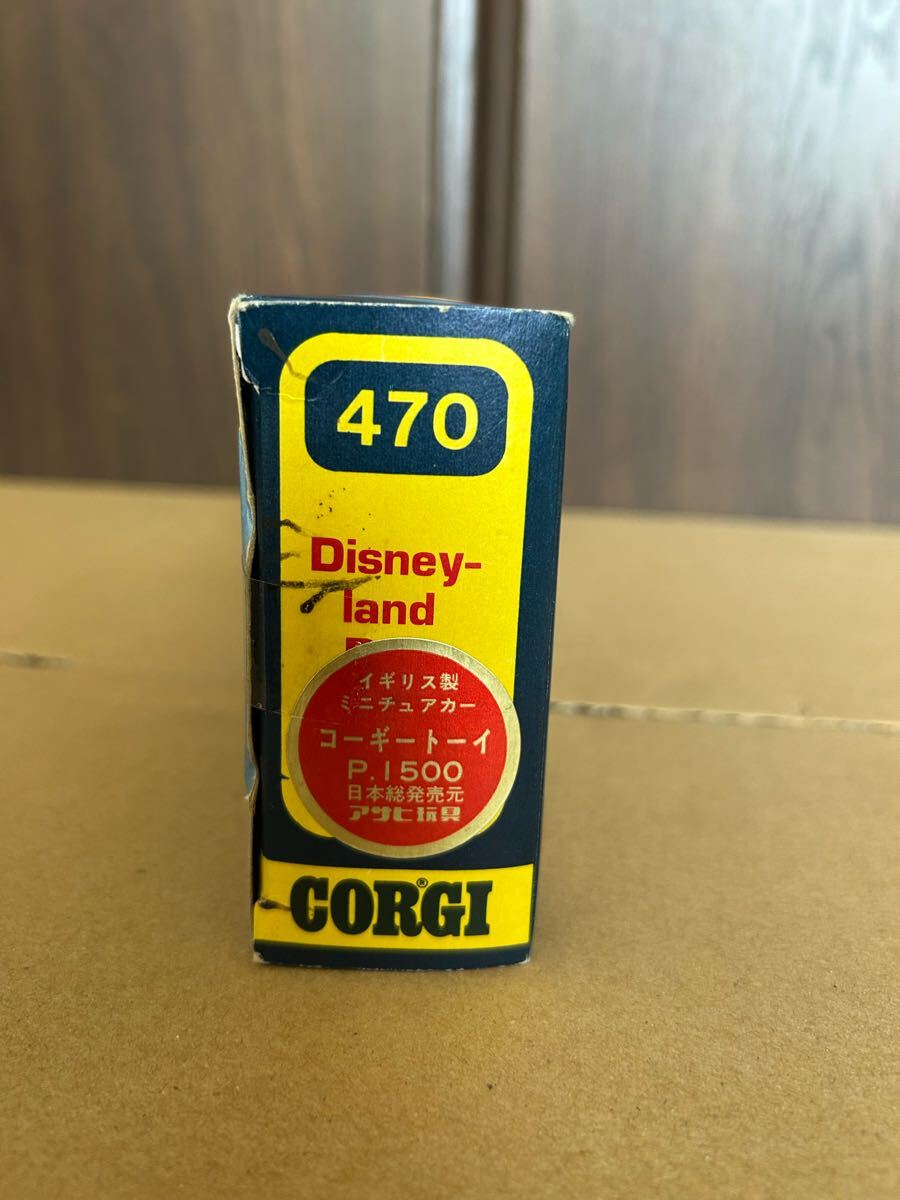 470
Disney-
land
イギリス製
ミニチュアカー
コーギートーイ
P.1500
日本総発売元
アサヒ玩具
CORGI®